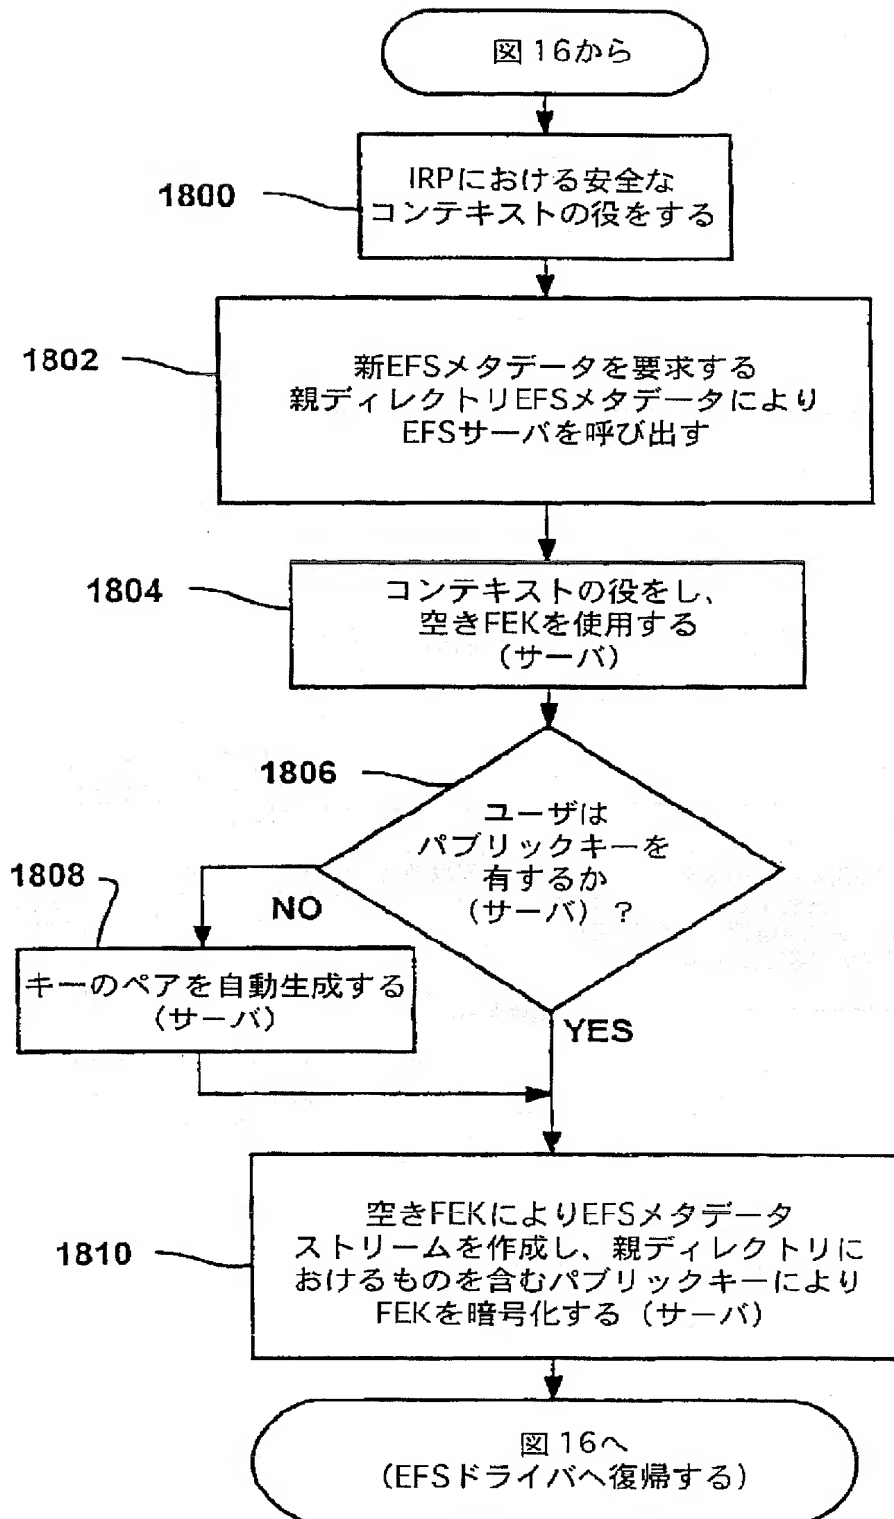 図16から
1800
IRPにおける安全な
コンテキストの役をする
1802
新EFSメタデータを要求する
親ディレクトリEFSメタデータにより
EFSサーバを呼び出す
1804
コンテキストの役をし、
空きFEKを使用する
(サーバ)
1806
ユーザは
パブリックキーを
有するか
(サーバ)?
1808
NO
キーのペアを自動生成する
(サーバ)
YES
1810
空きFEKによりEFSメタデータ
ストリームを作成し、親ディレクトリに
おけるものを含むパブリックキーにより
FEKを暗号化する(サーバ)
図16へ
(EFSドライバへ復帰する)